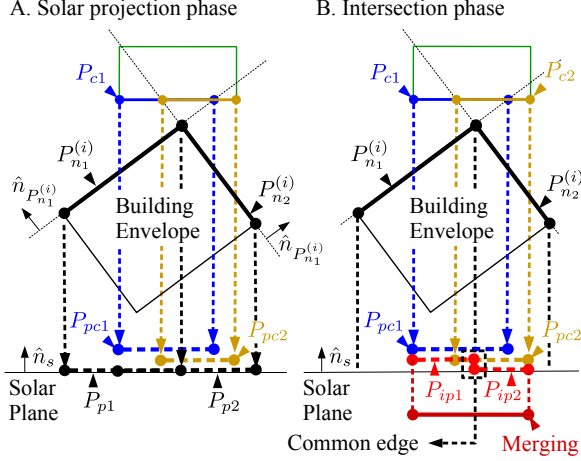 A. Solar projection phase
P_{c1}
P_{n_1}^{(i)}
\hat{n}_{P_{n_1}^{(i)}}
P_{n_2}^{(i)}
Building
Envelope
\hat{n}_{P_{n_1}^{(i)}}
P_{pc1}
P_{pc2}
\hat{n}_s
Solar
Plane
P_{p1}
P_{p2}
B. Intersection phase
P_{c1}
P_{c2}
P_{n_1}^{(i)}
P_{n_2}^{(i)}
Building
Envelope
P_{pc1}
P_{pc2}
\hat{n}_s
Solar
Plane
P_{ip1}
P_{ip2}
Common edge
Merging